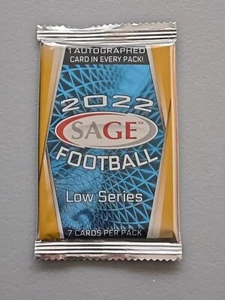 1 AUTOGRAPHED
CARD IN EVERY PACK!
2022
SAGE
FOOTBALL
Low Series
7 CARDS PER PACK